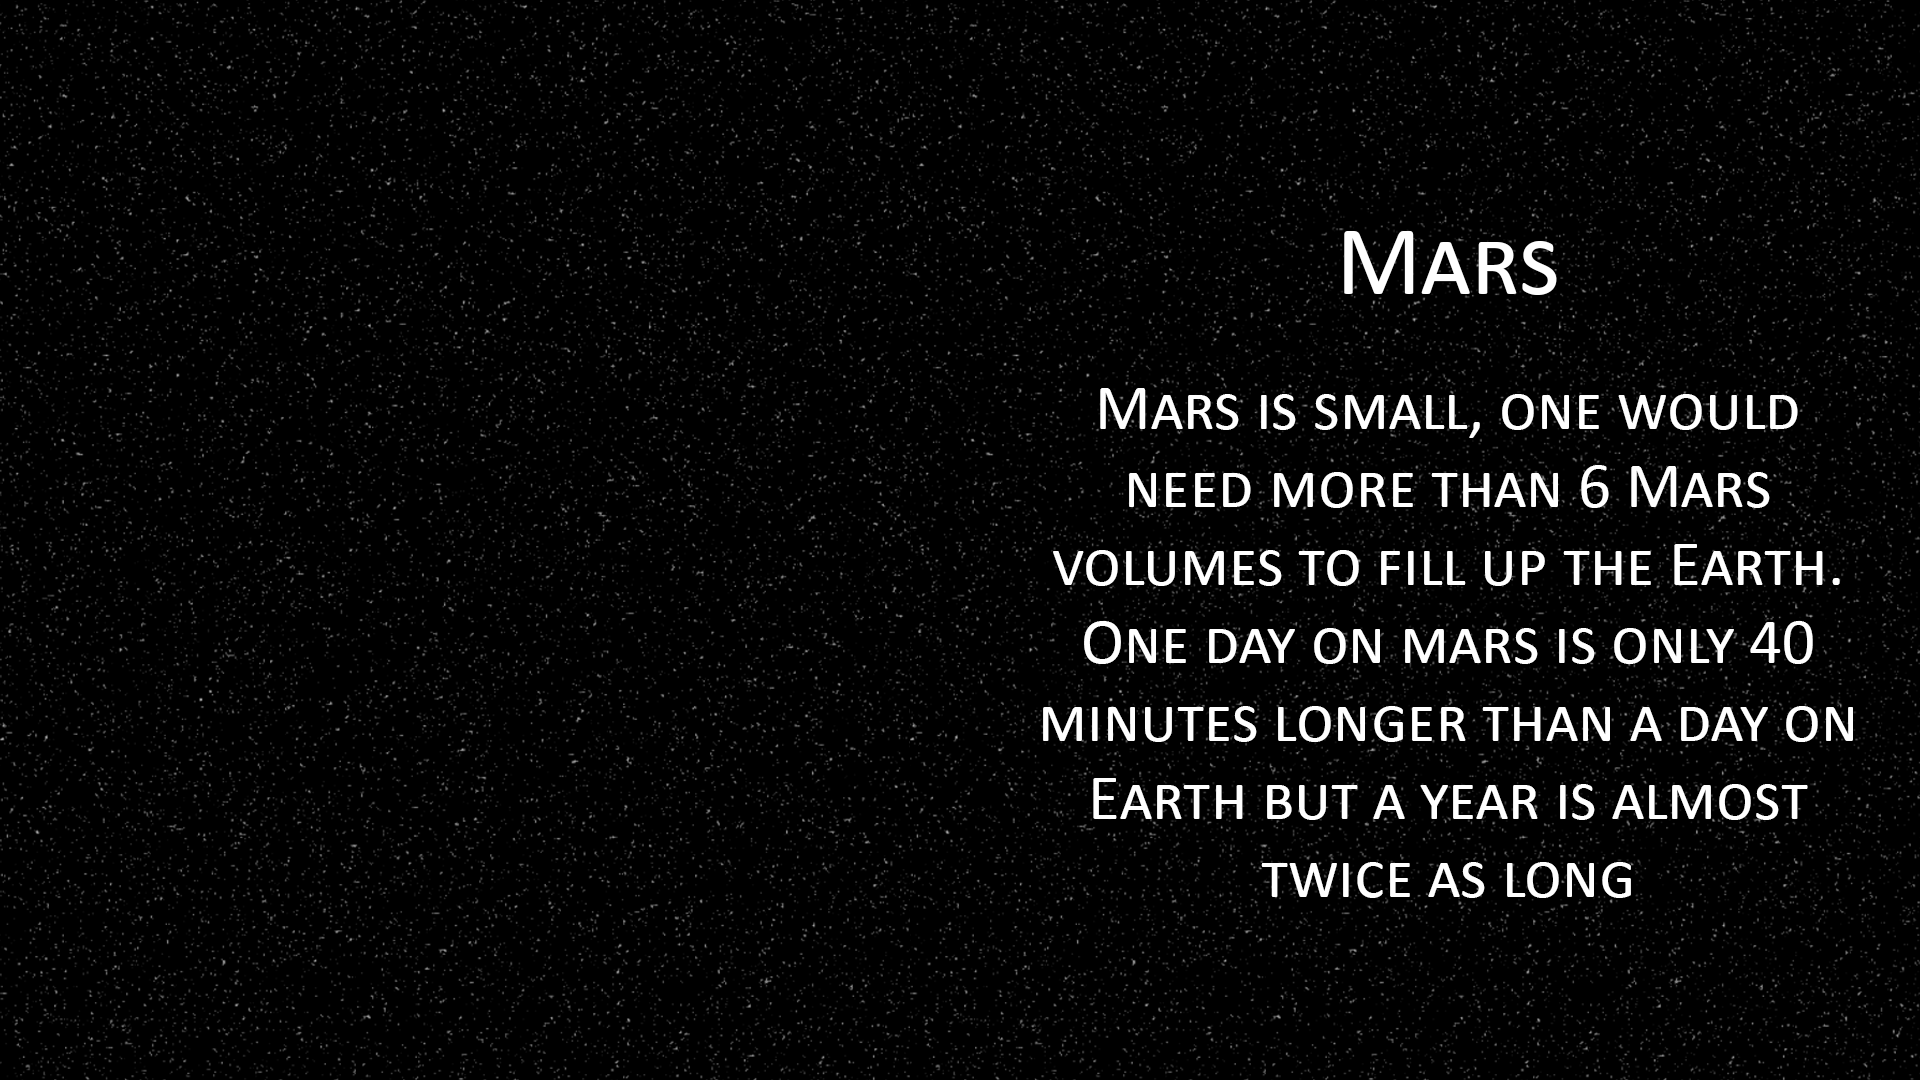 Mars
Mars is small, one would
need more than 6 Mars
volumes to fill up the Earth.
One day on mars is only 40
minutes longer than a day on
Earth but a year is almost
twice as long